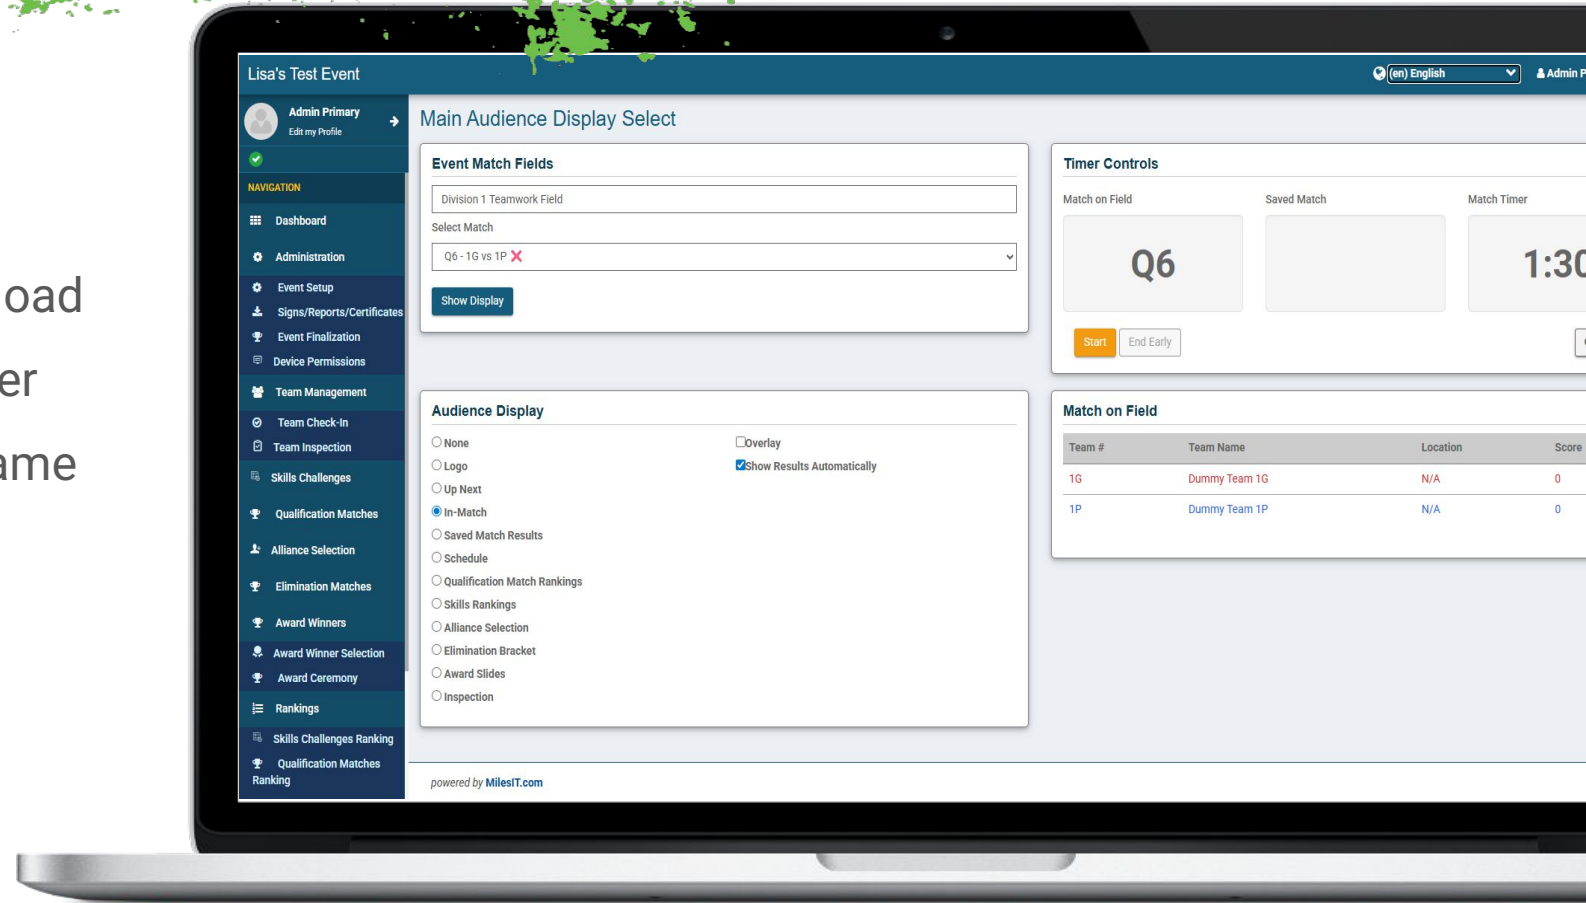 oad
er
ame
Lisa's Test Event
(en) English
Admin P
Admin Primary
Edit my Profile
NAVIGATION
Dashboard
Administration
Event Setup
Signs/Reports/Certificates
Event Finalization
Device Permissions
Team Management
Team Check-In
Team Inspection
Skills Challenges
Qualification Matches
Alliance Selection
Elimination Matches
Award Winners
Award Winner Selection
Award Ceremony
Rankings
Skills Challenges Ranking
Qualification Matches
Ranking
Main Audience Display Select
Event Match Fields
Division 1 Teamwork Field
Select Match
Q6 - 1G vs 1P ❌
Show Display
Timer Controls
Match on Field Saved Match Match Timer
Q6 1:30
Start End Early
Audience Display
None
Logo
Up Next
In-Match
Saved Match Results
Schedule
Qualification Match Rankings
Skills Rankings
Alliance Selection
Elimination Bracket
Award Slides
Inspection
Overlay
Show Results Automatically
Match on Field
Team # Team Name Location Score
1G Dummy Team 1G N/A 0
1P Dummy Team 1P N/A 0
powered by MilesIT.com